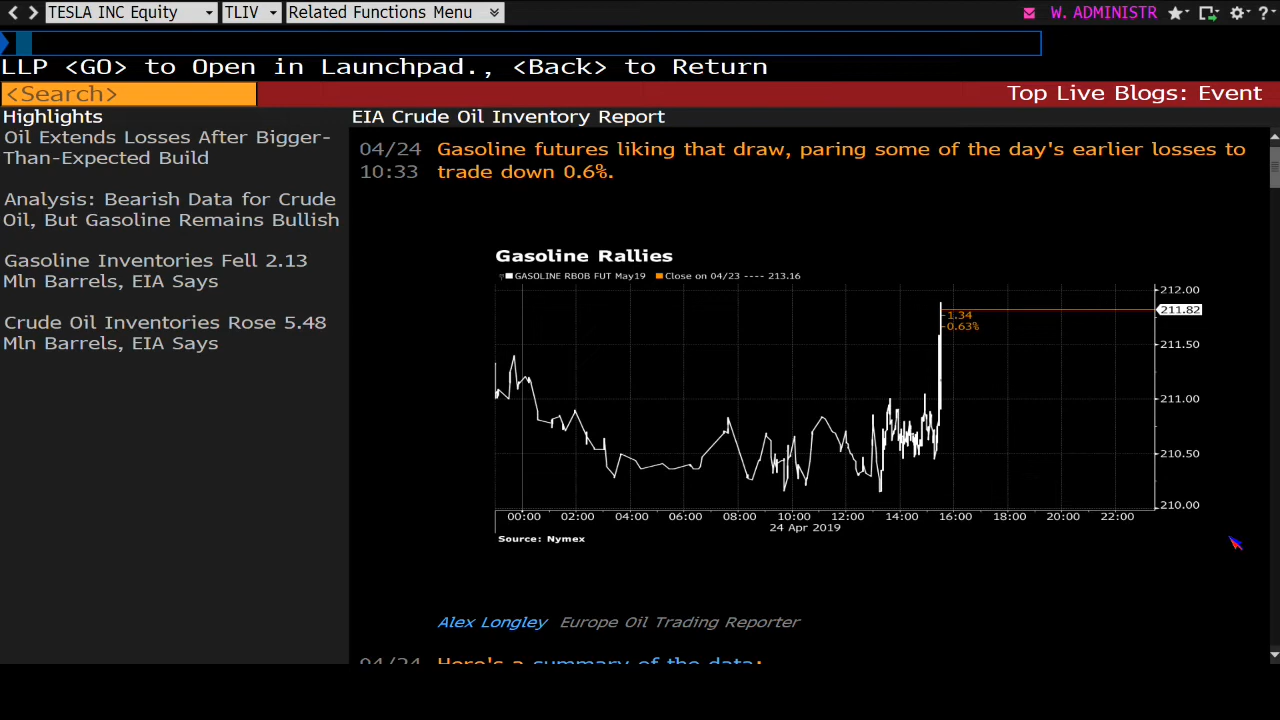 TESLA INC Equity TLIV Related Functions Menu W. ADMINISTR ?
LLP <GO> to Open in Launchpad., <Back> to Return
<Search> Top Live Blogs: Event
Highlights
Oil Extends Losses After Bigger-
Than-Expected Build
Analysis: Bearish Data for Crude
Oil, But Gasoline Remains Bullish
Gasoline Inventories Fell 2.13
Mln Barrels, EIA Says
Crude Oil Inventories Rose 5.48
Mln Barrels, EIA Says
EIA Crude Oil Inventory Report
04/24 Gasoline futures liking that draw, paring some of the day's earlier losses to
10:33 trade down 0.6%.
Gasoline Rallies
GASOLINE RBOB FUT May19 Close on 04/23 ---- 213.16
212.00
211.82
1.34
0.63%
211.50
211.00
210.50
210.00
00:00 02:00 04:00 06:00 08:00 10:00 12:00 14:00 16:00 18:00 20:00 22:00
24 Apr 2019
Source: Nymex
Alex Longley Europe Oil Trading Reporter
04/24 Here's a summary of the data: